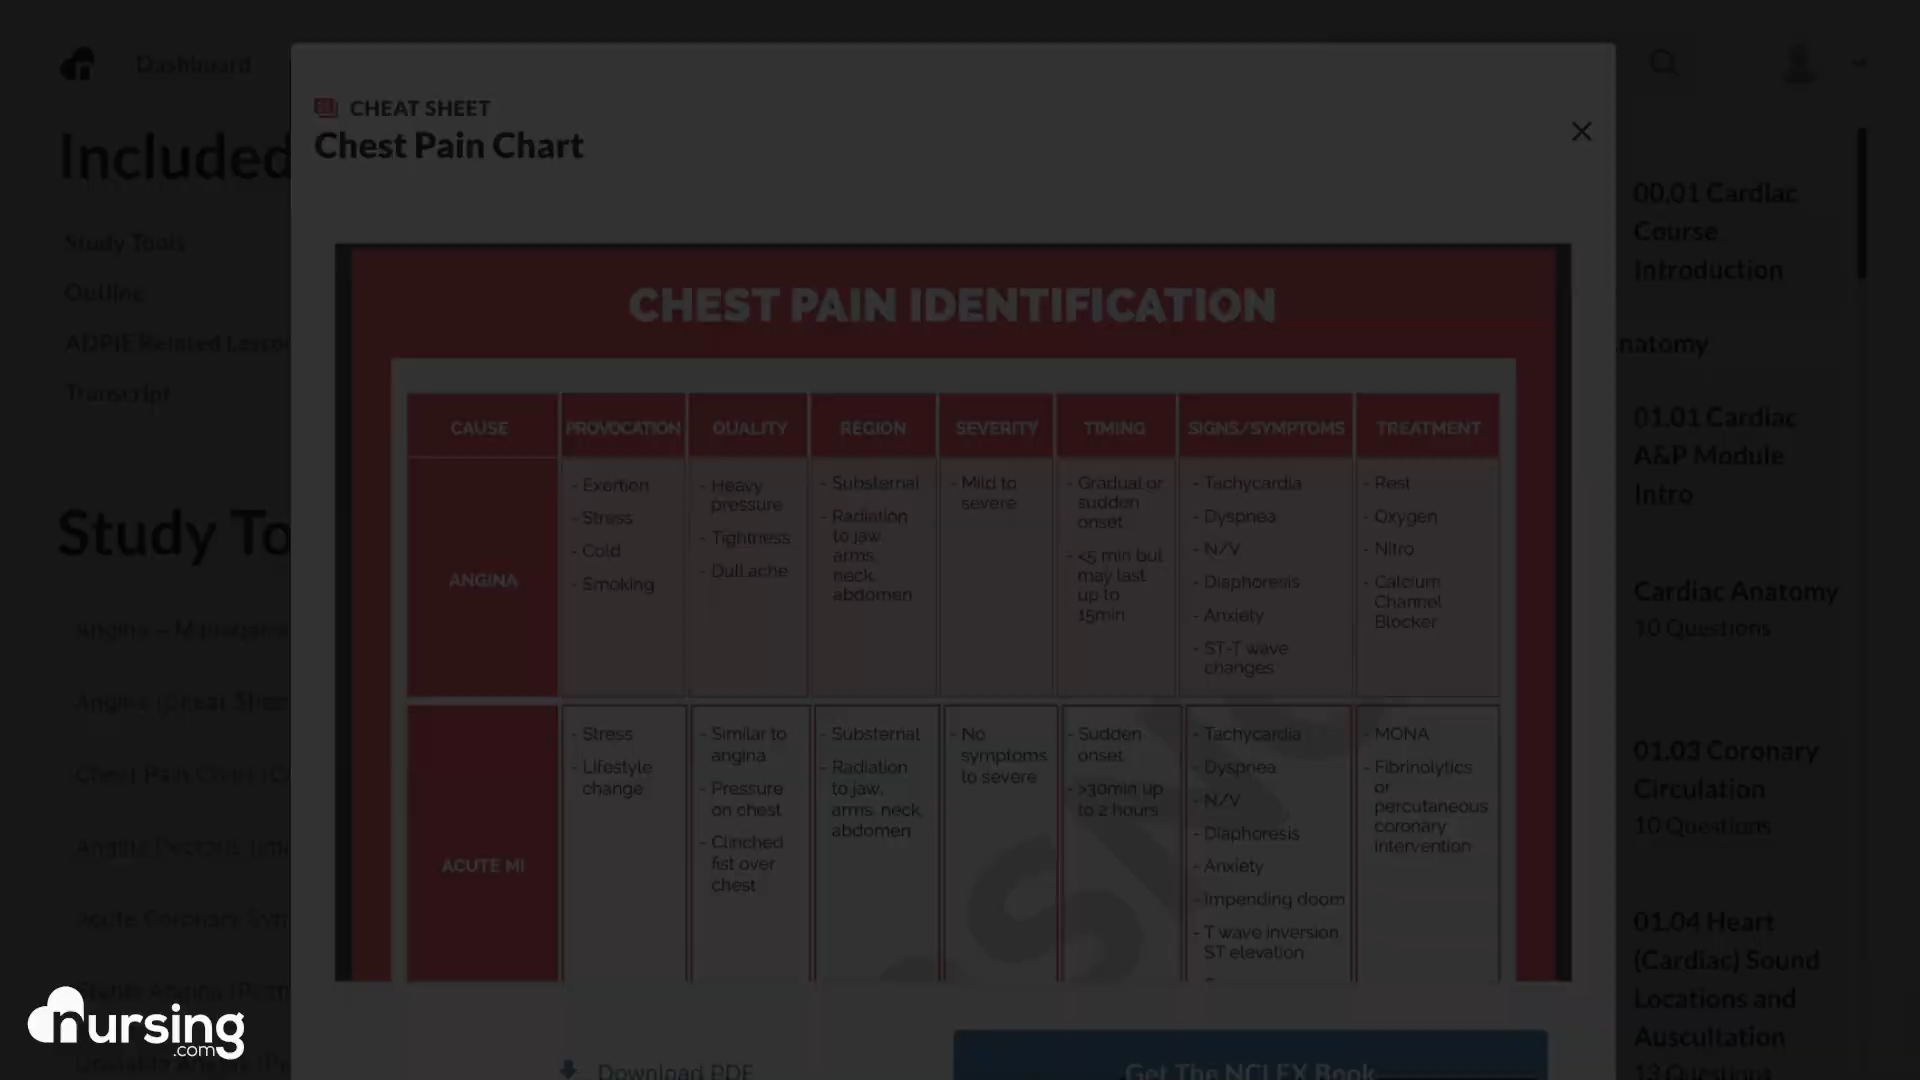 Dashboard
CHEAT SHEET
Chest Pain Chart
Included
Study Tools
Outline
ADPIE Related Lesson
Transcript
Study To
Chest Pain Chart
CHEST PAIN IDENTIFICATION
CAUSE PROVOCATION QUALITY REGION SEVERITY TIMING SIGNS/SYMPTOMS TREATMENT
ANGINA
- Exertion
- Stress
- Cold
- Smoking
- Heavy
pressure
- Tightness
- Dull ache
- Substernal
- Radiation
to jaw,
arms,
neck,
abdomen
- Mild to
severe
- Gradual or
sudden
onset
- <5 min but
may last
up to
15min
- Tachycardia
- Dyspnea
- N/V
- Diaphoresis
- Anxiety
- ST-T wave
changes
- Rest
- Oxygen
- Nitro
- Calcium
Channel
Blocker
ACUTE MI
- Stress
- Lifestyle
change
- Similar to
angina
- Pressure
on chest
- Clinched
fist over
chest
- Substernal
- Radiation
to jaw,
arms, neck,
abdomen
- No
symptoms
to severe
- Sudden
onset
- >30min up
to 2 hours
- Tachycardia
- Dyspnea
- N/V
- Diaphoresis
- Anxiety
- Impending doom
- T wave inversion,
ST elevation
- MONA
- Fibrinolytics
or
percutaneous
coronary
intervention
Download PDF
Get The NCLEX Book
00.01 Cardiac
Course
Introduction
natomy
01.01 Cardiac
A&P Module
Intro
Cardiac Anatomy
10 Questions
01.03 Coronary
Circulation
10 Questions
01.04 Heart
(Cardiac) Sound
Locations and
Auscultation
13 Questions
nursing
.com